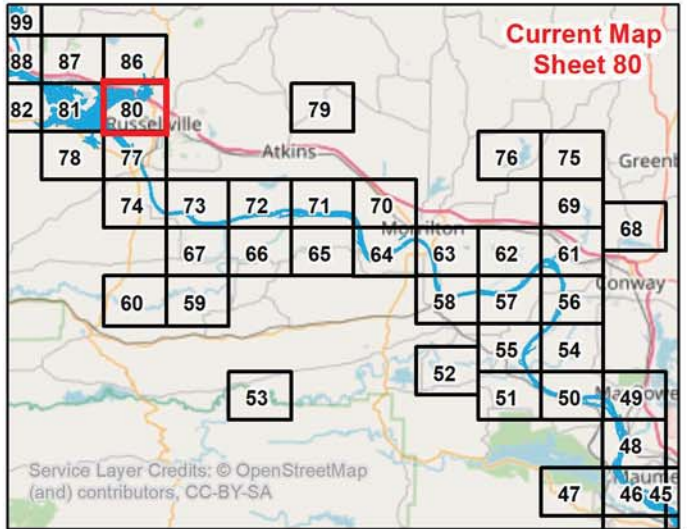 99
Current Map
Sheet 80
88 87 86
82 81 80 79
Russellville
78 77 Atkins 76 75 Greenb
74 73 72 71 70 69 68
Morrilton
67 66 65 64 63 62 61
Conway
60 59 58 57 56
55 54
53 52 51 50 49
48
Service Layer Credits: © OpenStreetMap
(and) contributors, CC-BY-SA
Maume
47 46 45